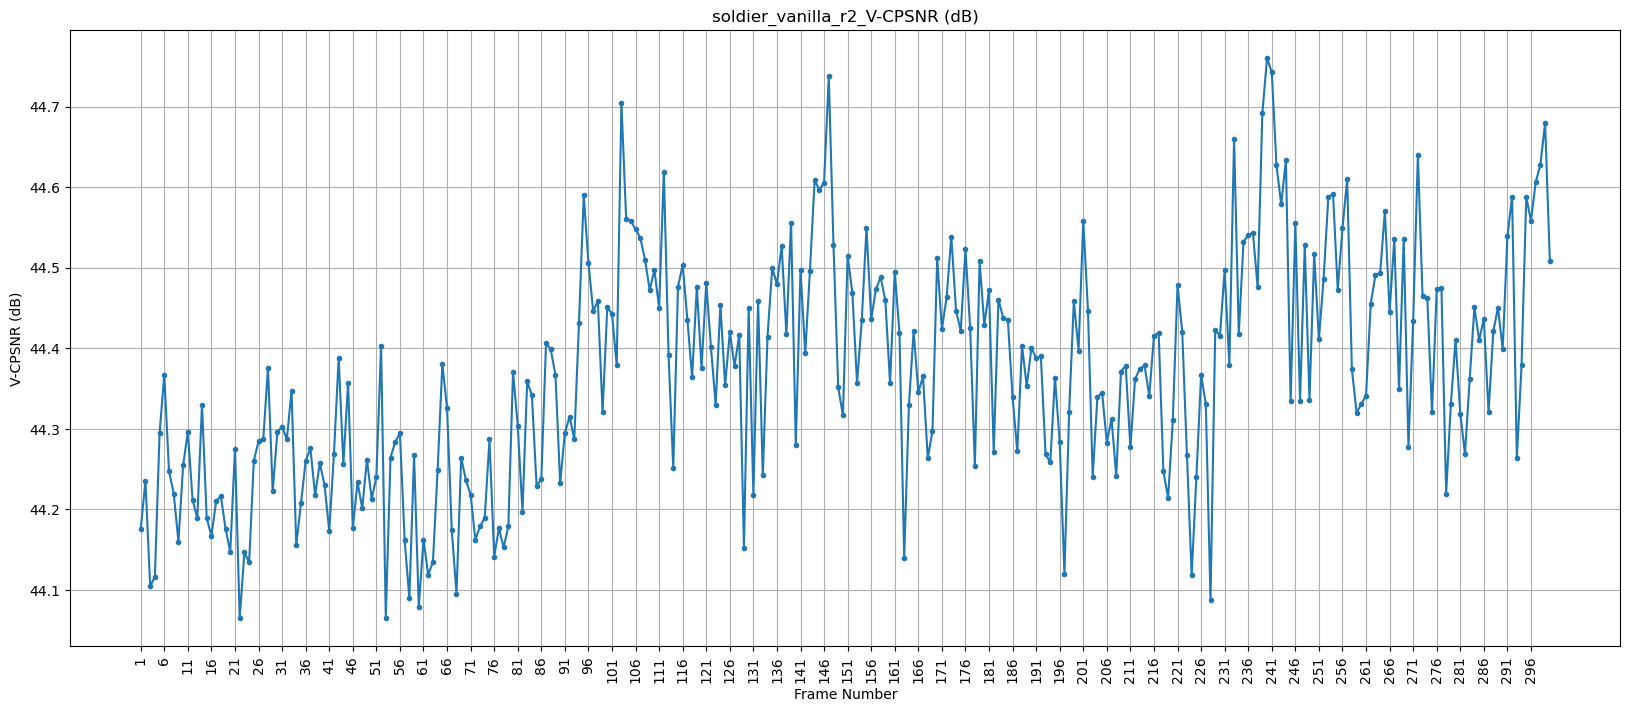 soldier_vanilla_r2_V-CPSNR (dB)
V-CPSNR (dB)
44.7
44.6
44.5
44.4
44.3
44.2
44.1
1 6 11 16 21 26 31 36 41 46 51 56 61 66 71 76 81 86 91 96 101 106 111 116 121 126 131 136 141 146 151 156 161 166 171 176 181 186 191 196 201 206 211 216 221 226 231 236 241 246 251 256 261 266 271 276 281 286 291 296
Frame Number